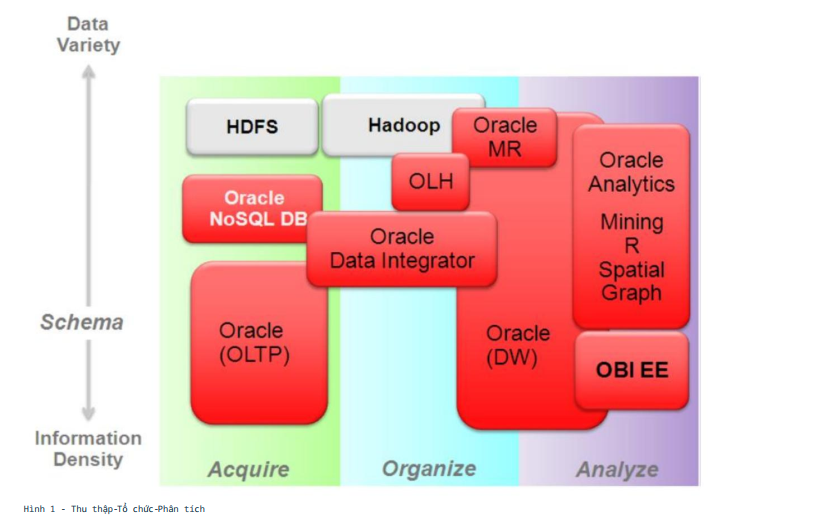 Data
Variety
HDFS
Hadoop
Oracle
MR
Oracle
Analytics
Mining
R
Spatial
Graph
OLH
Oracle
NoSQL DB
Oracle
Data Integrator
Schema
Oracle
(OLTP)
Oracle
(DW)
OBI EE
Information
Density
Acquire
Organize
Analyze
Hình 1 - Thu thập-Tổ chức-Phân tích